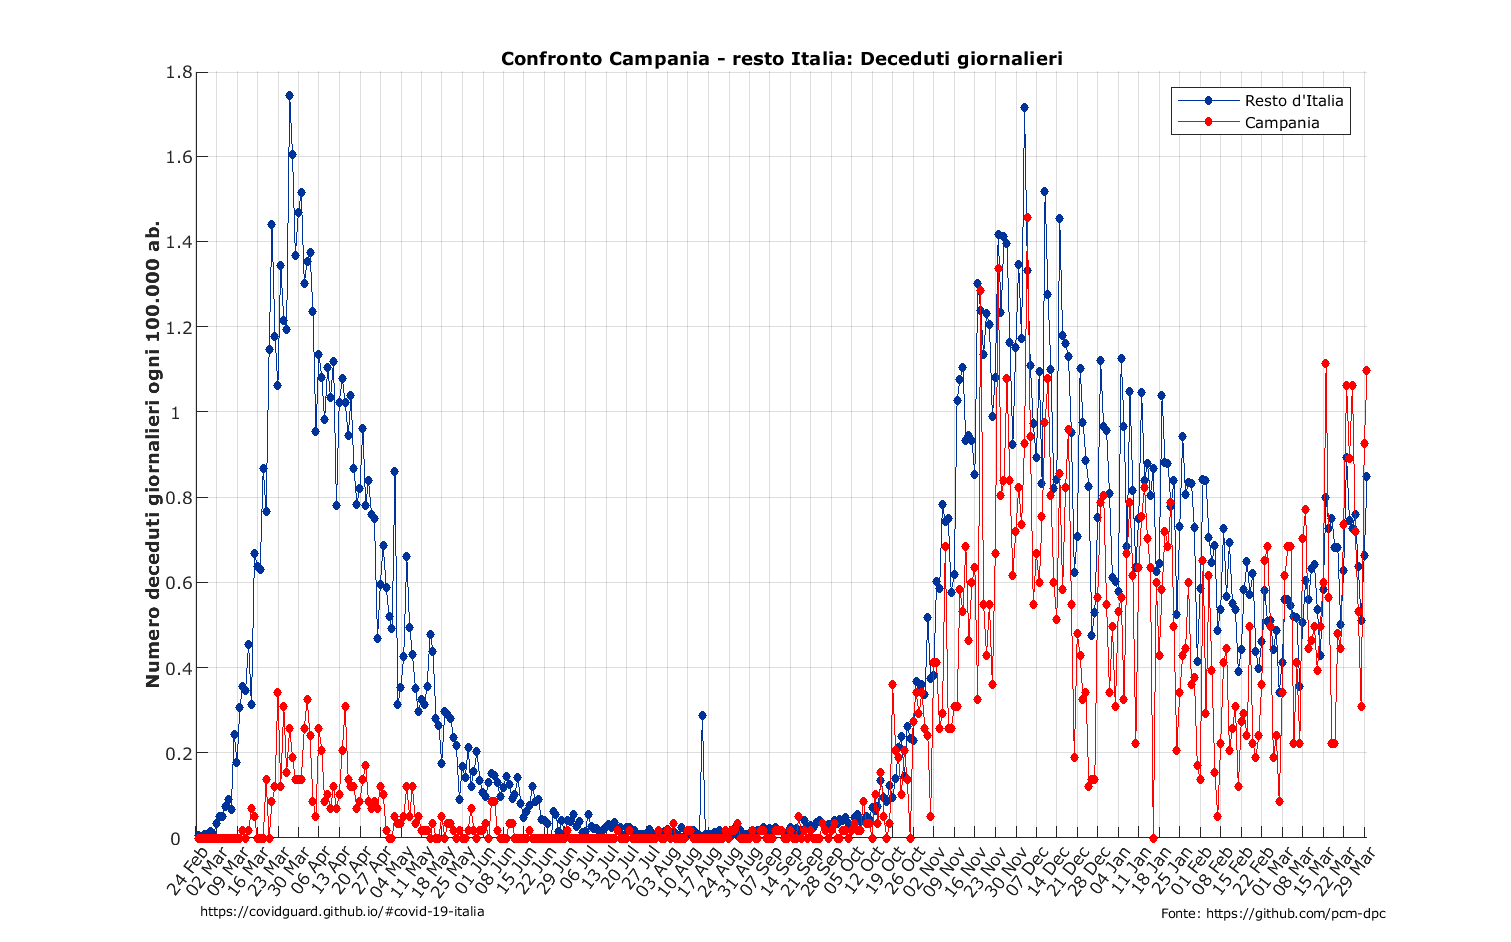 Confronto Campania - resto Italia: Deceduti giornalieri
Resto d'Italia
Campania
Numero deceduti giornalieri ogni 100.000 ab.
1.8
1.6
1.4
1.2
1
0.8
0.6
0.4
0.2
0
24 Feb
02 Mar
09 Mar
16 Mar
23 Mar
30 Mar
06 Apr
13 Apr
20 Apr
27 Apr
04 May
11 May
18 May
25 May
01 Jun
08 Jun
15 Jun
22 Jun
29 Jun
06 Jul
13 Jul
20 Jul
27 Jul
03 Aug
10 Aug
17 Aug
24 Aug
31 Aug
07 Sep
14 Sep
21 Sep
28 Sep
05 Oct
12 Oct
19 Oct
26 Oct
02 Nov
09 Nov
16 Nov
23 Nov
30 Nov
07 Dec
14 Dec
21 Dec
28 Dec
04 Jan
11 Jan
18 Jan
25 Jan
01 Feb
08 Feb
15 Feb
22 Feb
01 Mar
08 Mar
15 Mar
22 Mar
29 Mar
https://covidguard.github.io/#covid-19-italia
Fonte: https://github.com/pcm-dpc